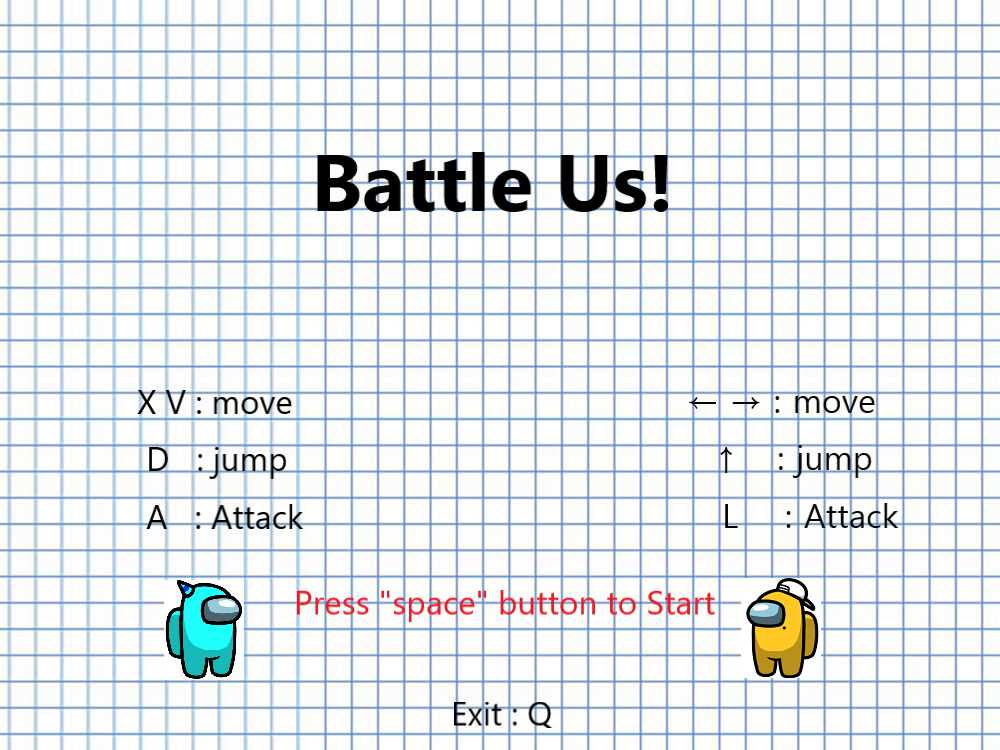 Battle Us!
X V : move
← → : move
D : jump
↑ : jump
A : Attack
L : Attack
Press "space" button to Start
Exit : Q